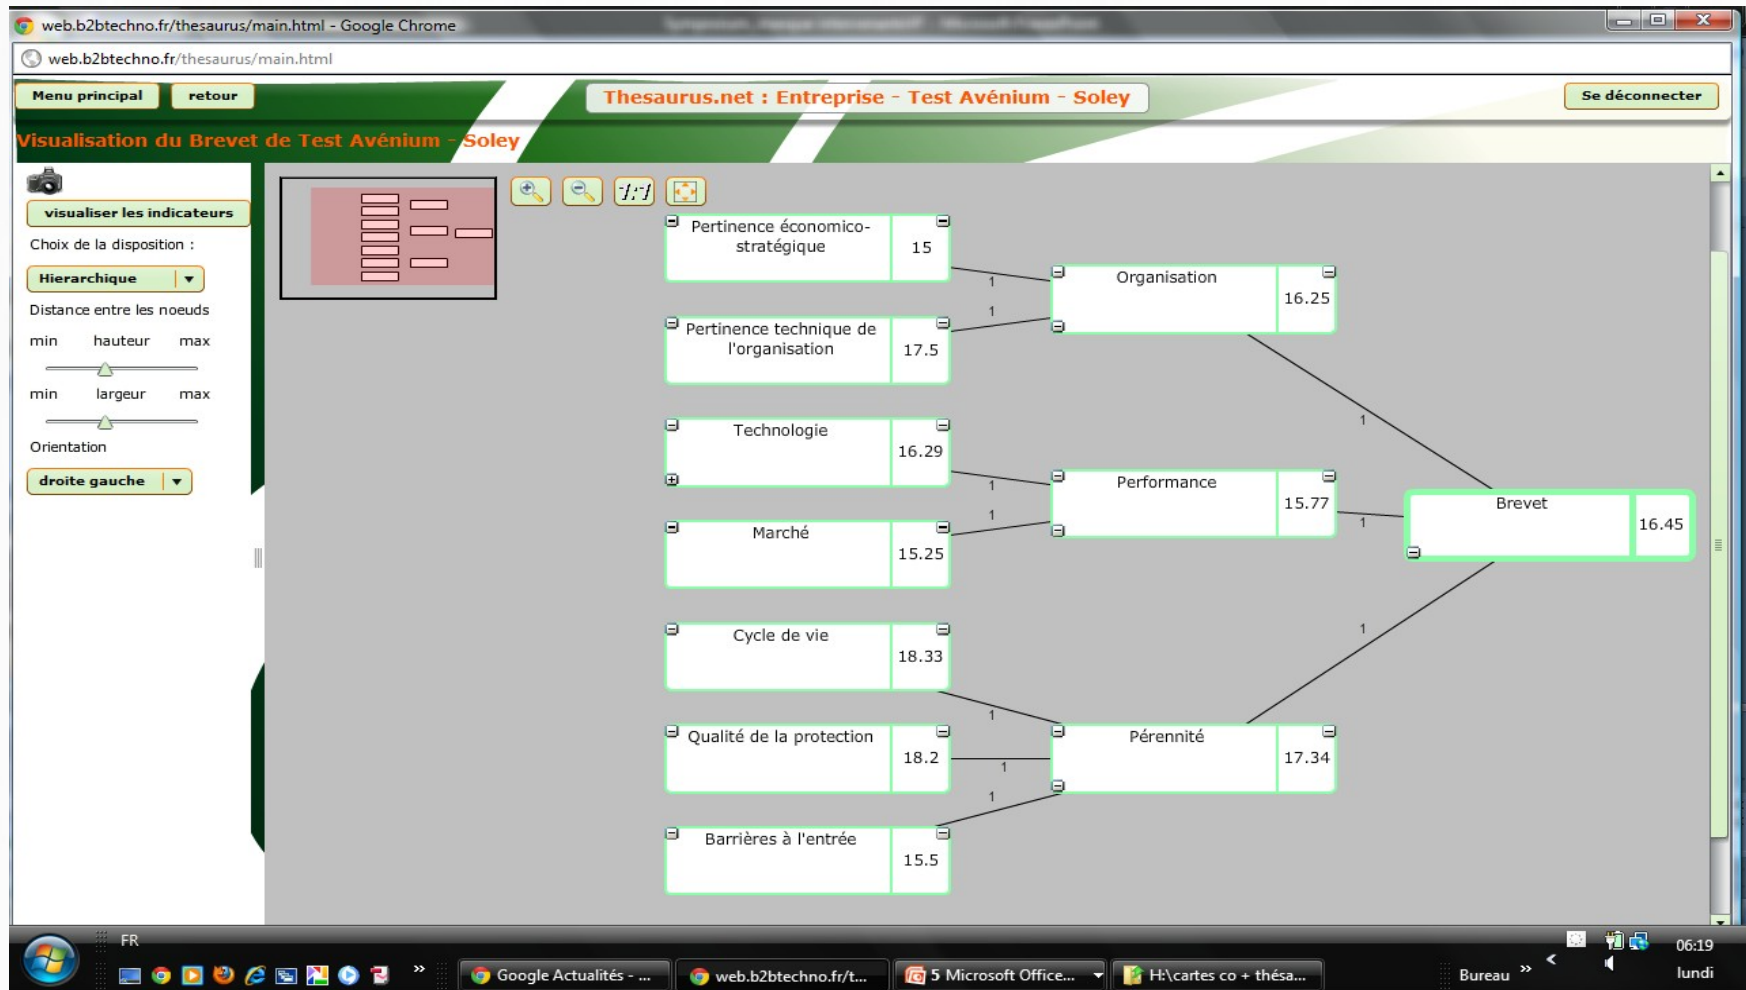 web.b2btechno.fr/thesaurus/main.html - Google Chrome
web.b2btechno.fr/thesaurus/main.html
Menu principal
retour
Thesaurus.net : Entreprise - Test Avénium - Soley
Se déconnecter
Visualisation du Brevet de Test Avénium - Soley
visualiser les indicateurs
Choix de la disposition :
Hierarchique
Distance entre les noeuds
min hauteur max
min largeur max
Orientation
droite gauche
Pertinence économico-
stratégique
15
1
Pertinence technique de
l'organisation
17.5
1
Organisation
16.25
1
Technologie
16.29
1
Marché
15.25
1
Performance
15.77
1
Brevet
16.45
Cycle de vie
18.33
1
Qualité de la protection
18.2
1
Barrières à l'entrée
15.5
1
Pérennité
17.34
1
FR
Google Actualités - ...
web.b2btechno.fr/t...
5 Microsoft Office...
H:\cartes co + thésa...
Bureau
06:19
lundi